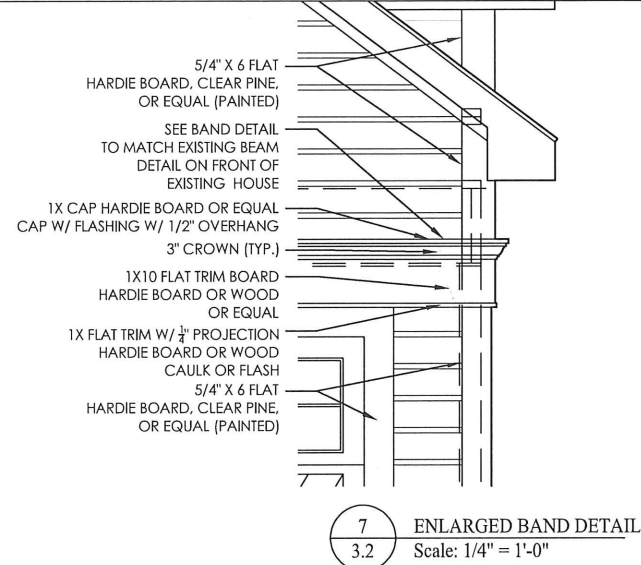 5/4" X 6 FLAT
HARDIE BOARD, CLEAR PINE,
OR EQUAL (PAINTED)
SEE BAND DETAIL
TO MATCH EXISTING BEAM
DETAIL ON FRONT OF
EXISTING HOUSE
1X CAP HARDIE BOARD OR EQUAL
CAP W/ FLASHING W/ 1/2" OVERHANG
3" CROWN (TYP.)
1X10 FLAT TRIM BOARD
HARDIE BOARD OR WOOD
OR EQUAL
1X FLAT TRIM W/ 1/4" PROJECTION
HARDIE BOARD OR WOOD
CAULK OR FLASH
5/4" X 6 FLAT
HARDIE BOARD, CLEAR PINE,
OR EQUAL (PAINTED)
7
3.2
ENLARGED BAND DETAIL
Scale: 1/4" = 1'-0"